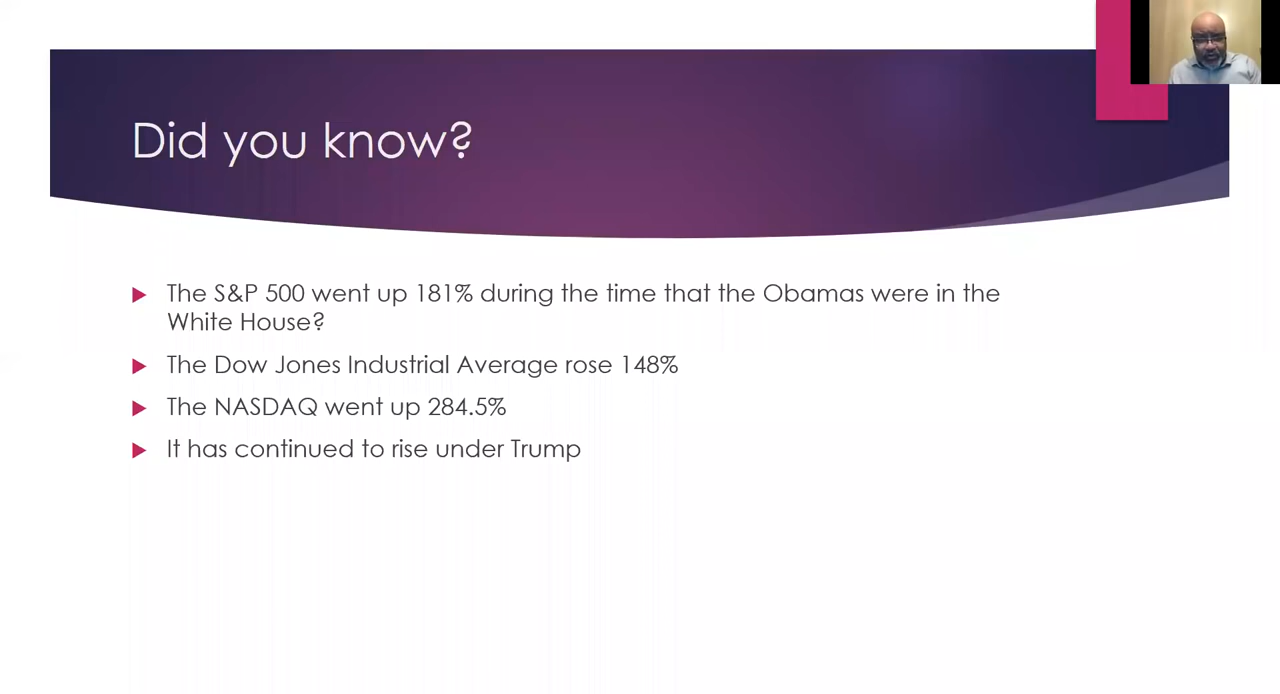 Did you know?
The S&P 500 went up 181% during the time that the Obamas were in the
White House?
The Dow Jones Industrial Average rose 148%
The NASDAQ went up 284.5%
It has continued to rise under Trump